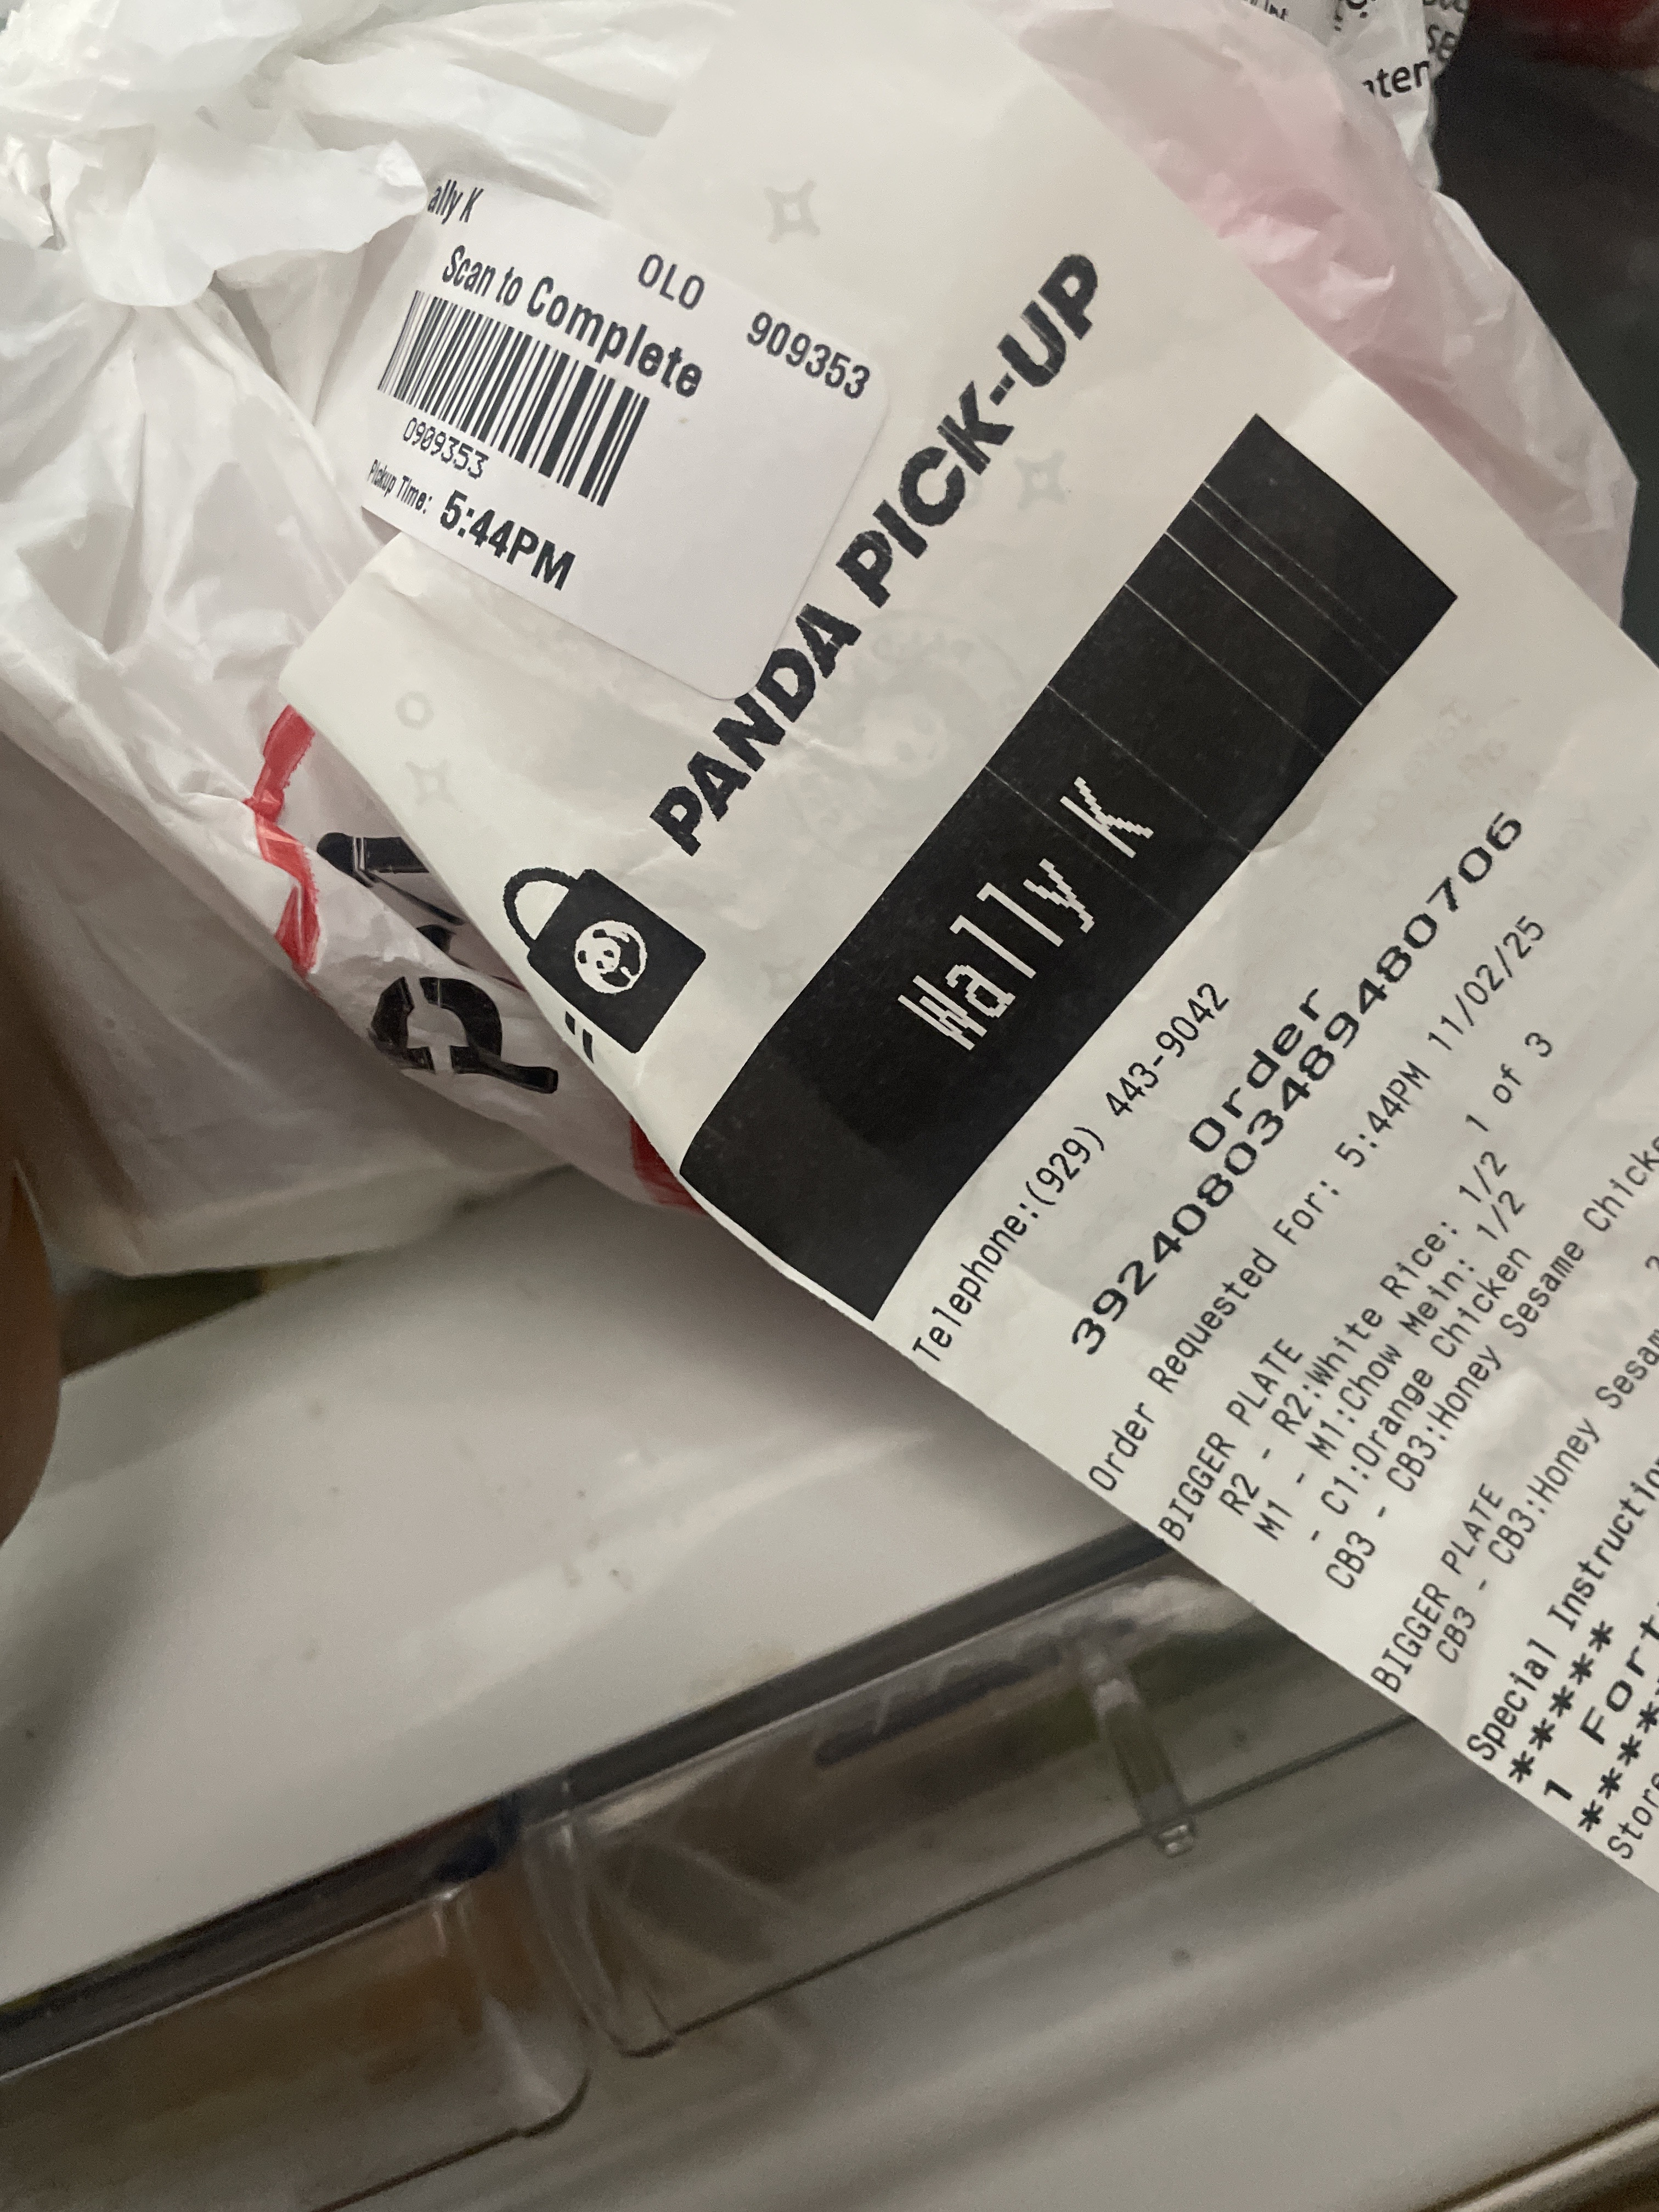 ally K
OLO 909353
Scan to Complete
0909353
Pickup Time: 5:44PM
PANDA PICK-UP
Wally K
Telephone:(929) 443-9042
Order
392408034894480706
Order Requested For: 5:44PM 11/02/25
1 of 3
BIGGER PLATE
R2 - R2:White Rice: 1/2
M1 - M1:Chow Mein: 1/2
- C1:Orange Chicken
CB3 - CB3:Honey Sesame Chicke
BIGGER PLATE
CB3 - CB3:Honey Sesam
Special Instruction
******
1 Fort
******
Store